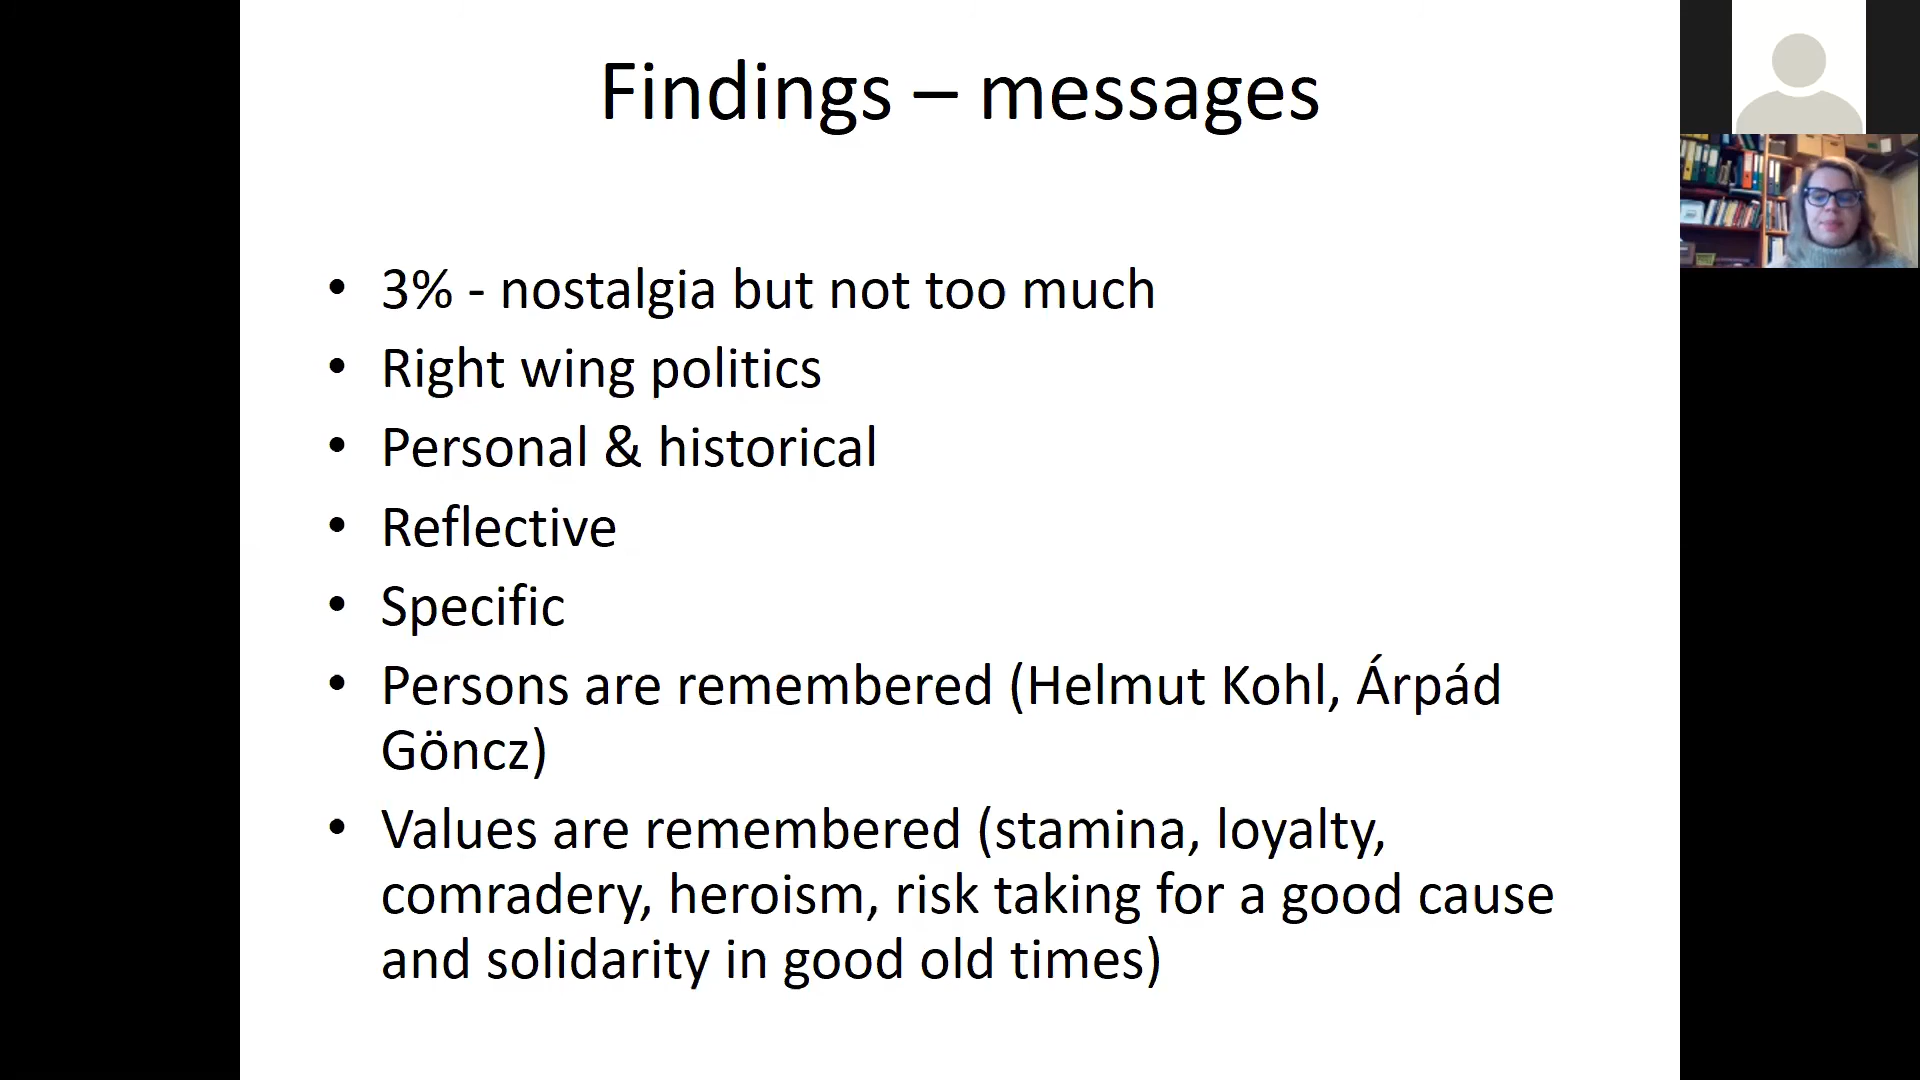 Findings – messages
• 3% - nostalgia but not too much
• Right wing politics
• Personal & historical
• Reflective
• Specific
• Persons are remembered (Helmut Kohl, Árpád
Göncz)
• Values are remembered (stamina, loyalty,
comradery, heroism, risk taking for a good cause
and solidarity in good old times)